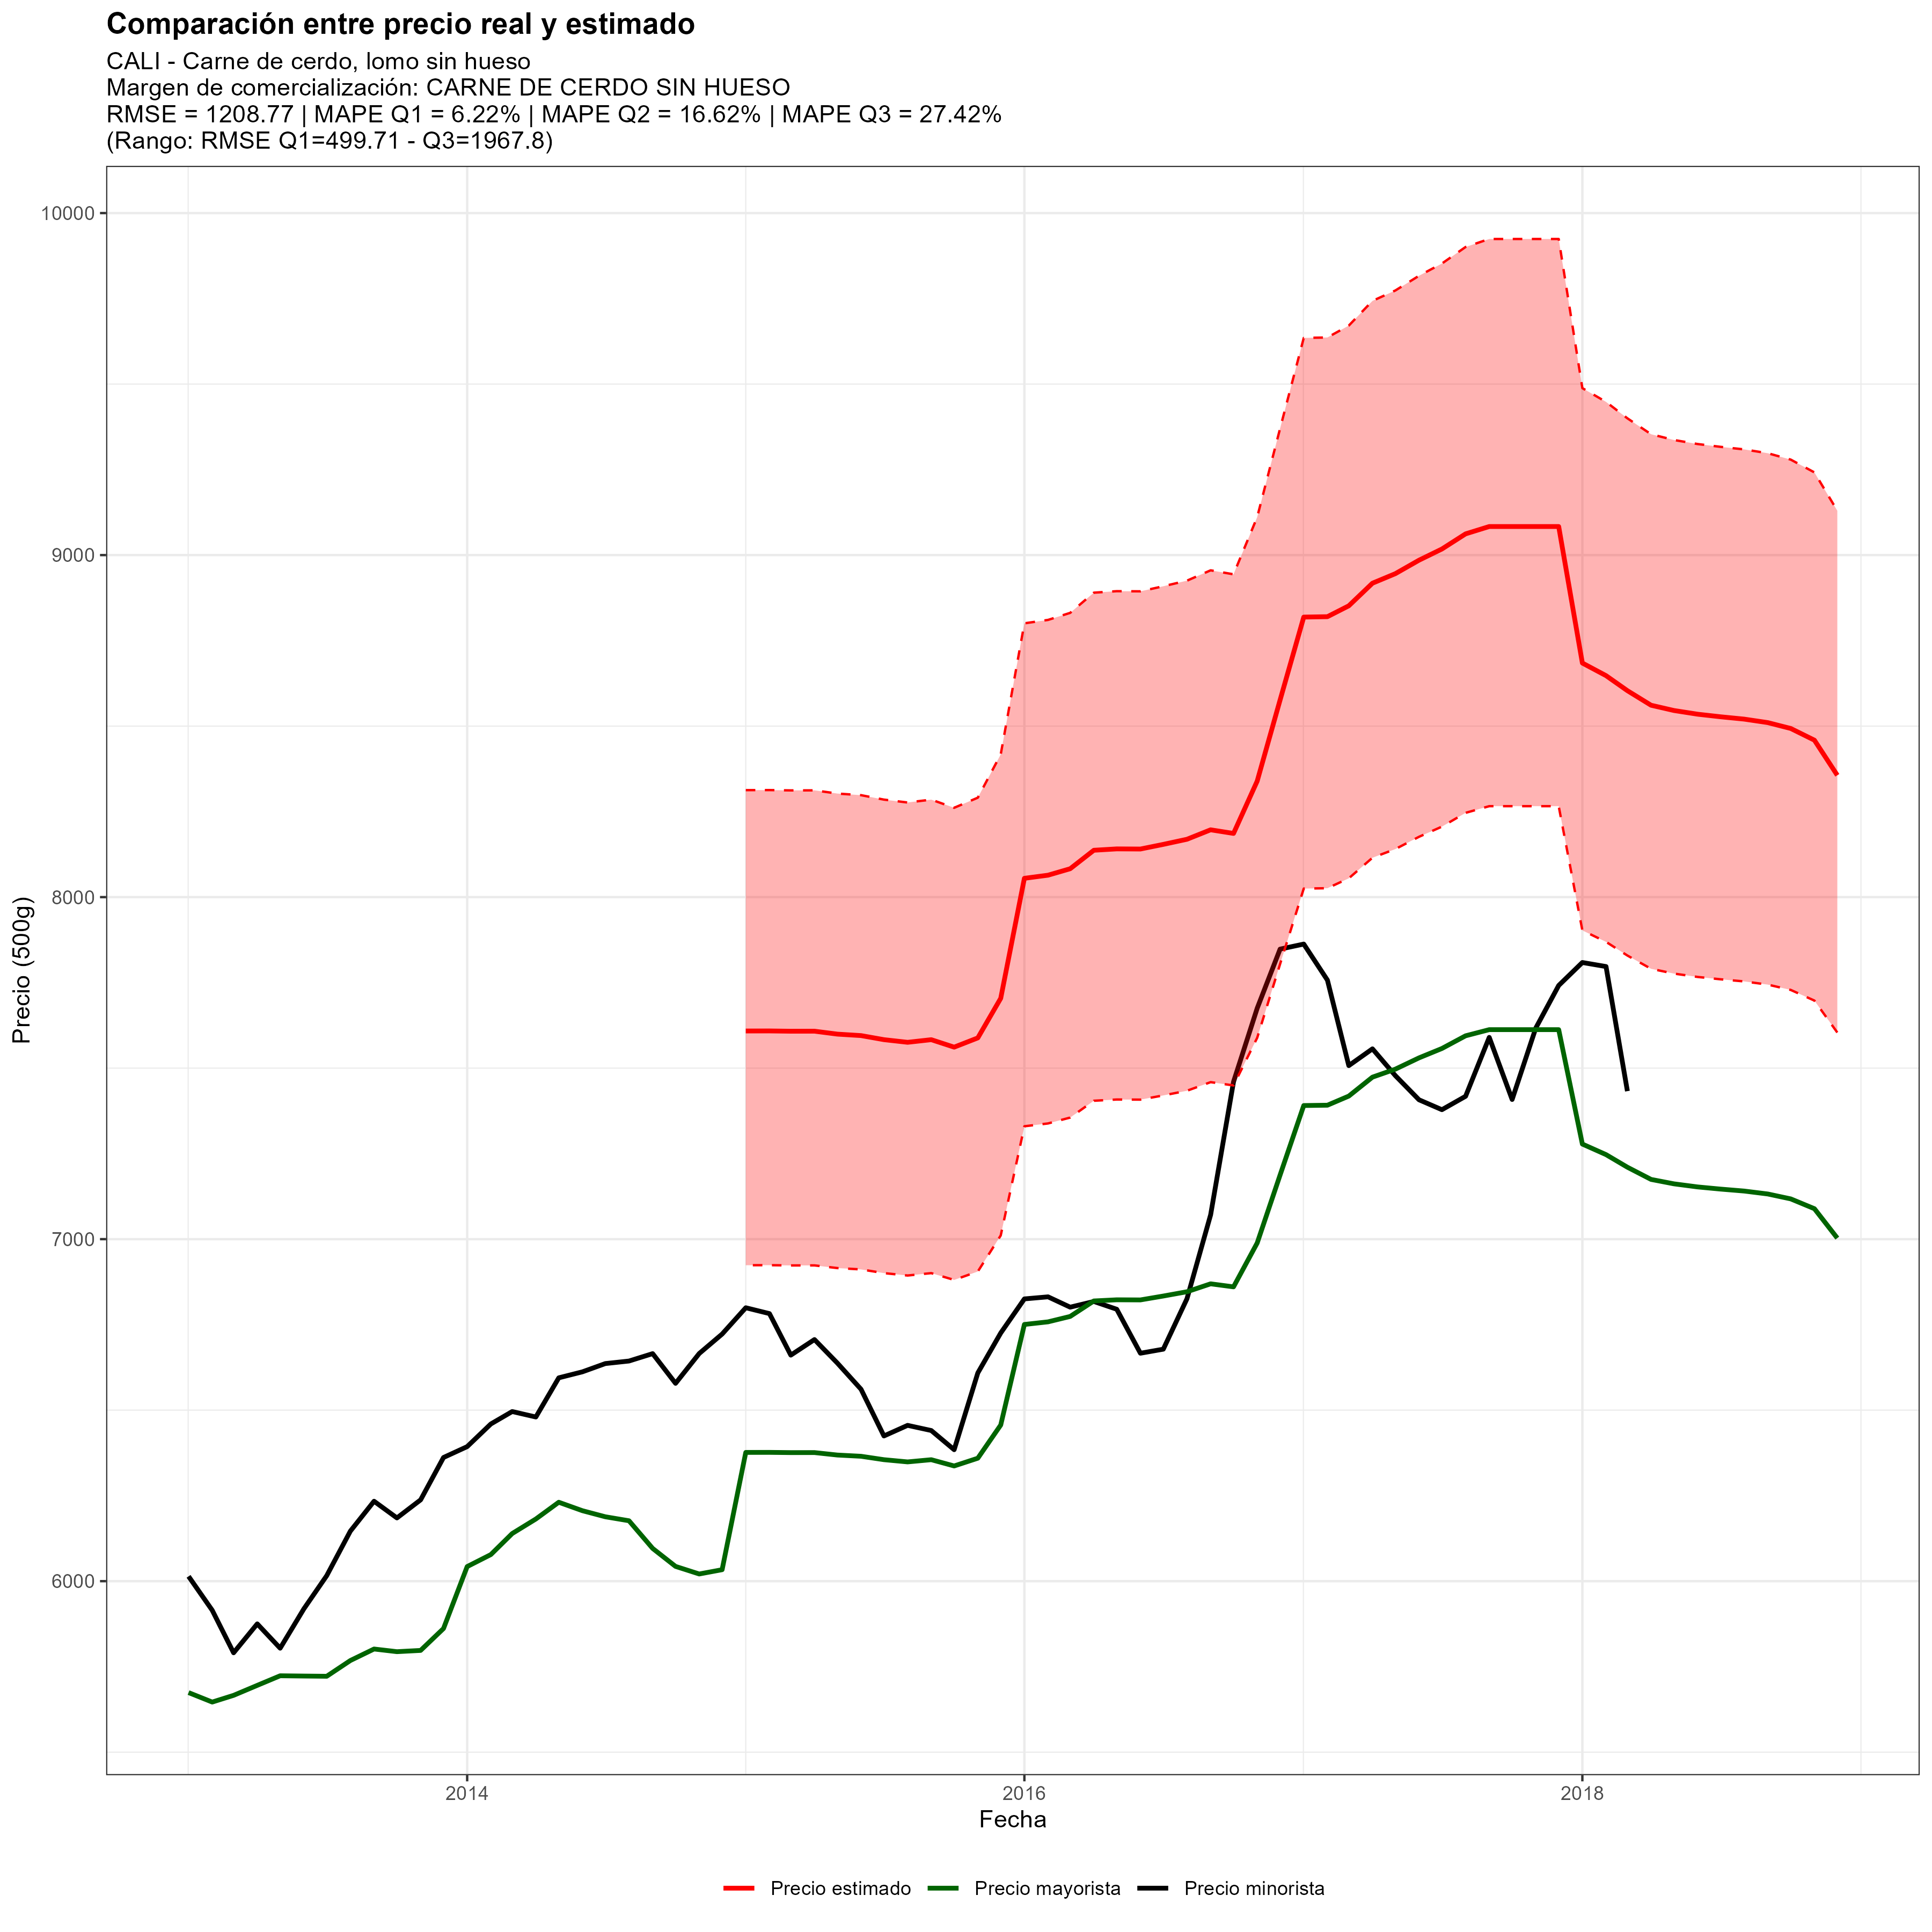 Comparación entre precio real y estimado
CALI - Carne de cerdo, lomo sin hueso
Margen de comercialización: CARNE DE CERDO SIN HUESO
RMSE = 1208.77 | MAPE Q1 = 6.22% | MAPE Q2 = 16.62% | MAPE Q3 = 27.42%
(Rango: RMSE Q1=499.71 - Q3=1967.8)
10000
9000
8000
7000
6000
Precio (500g)
2014
2016
2018
Fecha
Precio estimado
Precio mayorista
Precio minorista